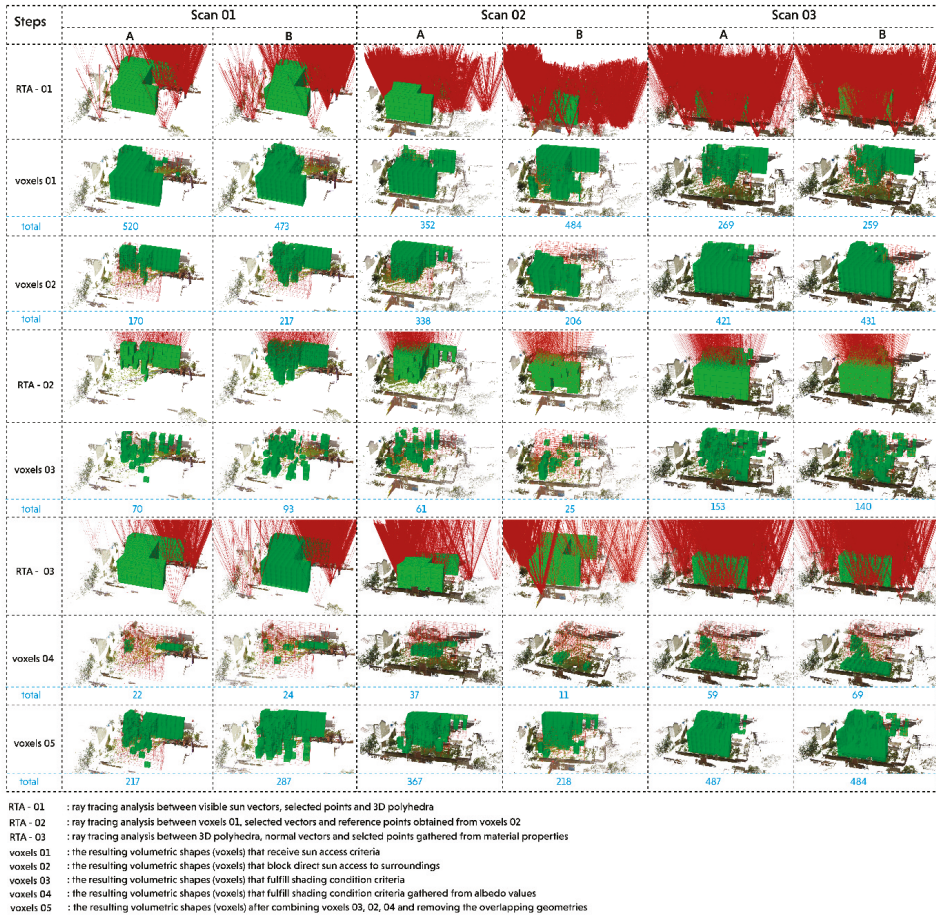 Steps Scan 01 Scan 02 Scan 03
A B A B A B
RTA - 01
voxels 01
total 520 473 352 484 269 259
voxels 02
total 170 217 338 206 421 431
RTA - 02
voxels 03
total 70 93 61 25 153 140
RTA - 03
voxels 04
total 22 24 37 11 59 69
voxels 05
total 217 287 367 218 487 484
RTA - 01 : ray tracing analysis between visible sun vectors, selected points and 3D polyhedra
RTA - 02 : ray tracing analysis between voxels 01, selected vectors and reference points obtained from voxels 02
RTA - 03 : ray tracing analysis between 3D polyhedra, normal vectors and selcted points gathered from material properties
voxels 01 : the resulting volumetric shapes (voxels) that receive sun access criteria
voxels 02 : the resulting volumetric shapes (voxels) that block direct sun access to surroundings
voxels 03 : the resulting volumetric shapes (voxels) that fulfill shading condition criteria
voxels 04 : the resulting volumetric shapes (voxels) that fulfill shading condition criteria gathered from albedo values
voxels 05 : the resulting volumetric shapes (voxels) after combining voxels 03, 02, 04 and removing the overlapping geometries